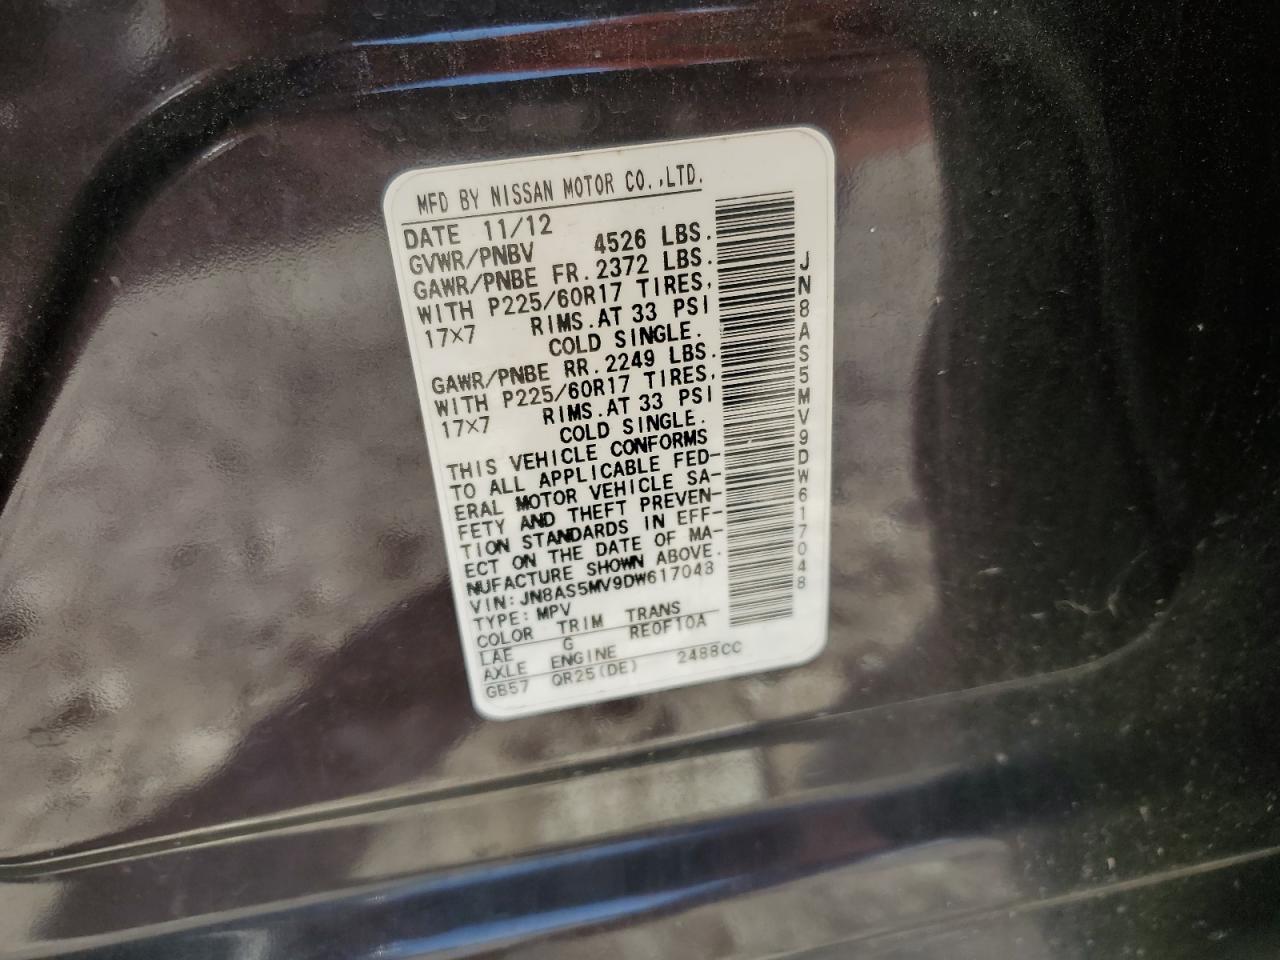 MFD BY NISSAN MOTOR CO.,LTD.
DATE 11/12
GVWR/PNBV 4526 LBS.
GAWR/PNBE FR. 2372 LBS.
WITH P225/60R17 TIRES,
17×7 RIMS.AT 33 PSI
COLD SINGLE.
GAWR/PNBE RR. 2249 LBS.
WITH P225/60R17 TIRES,
17×7 RIMS.AT 33 PSI
COLD SINGLE.
THIS VEHICLE CONFORMS
TO ALL APPLICABLE FED-
ERAL MOTOR VEHICLE SA-
FETY AND THEFT PREVEN-
TION STANDARDS IN EFF-
ECT ON THE DATE OF MA-
NUFACTURE SHOWN ABOVE.
VIN: JN8AS5MV9DW617048
TYPE: MPV
COLOR TRIM TRANS
LAE G RE0F10A
AXLE ENGINE
GB57 QR25(DE) 2488CC
JN8AS5MV9DW617048